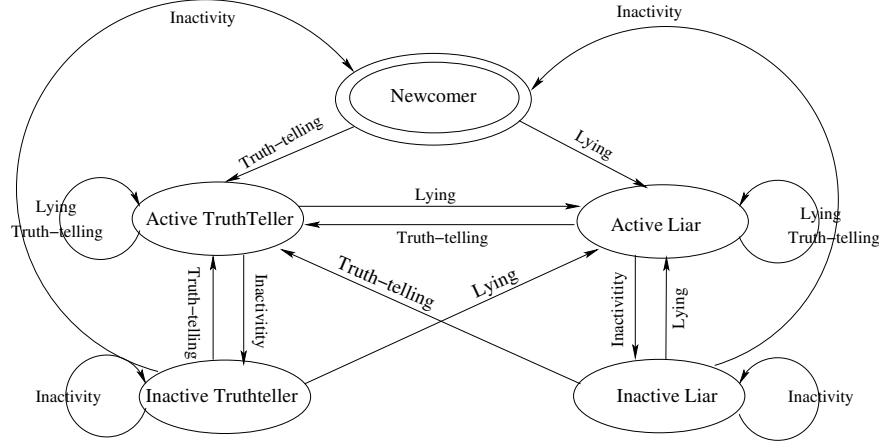 Inactivity
Inactivity
Newcomer
Truth-telling
Lying
Lying
Truth-telling
Active TruthTeller
Lying
Truth-telling
Active Liar
Lying
Truth-telling
Truth-telling
Inactivitity
Truth-telling
Lying
Inactivitity
Lying
Inactivity
Inactive Truthteller
Inactive Liar
Inactivity